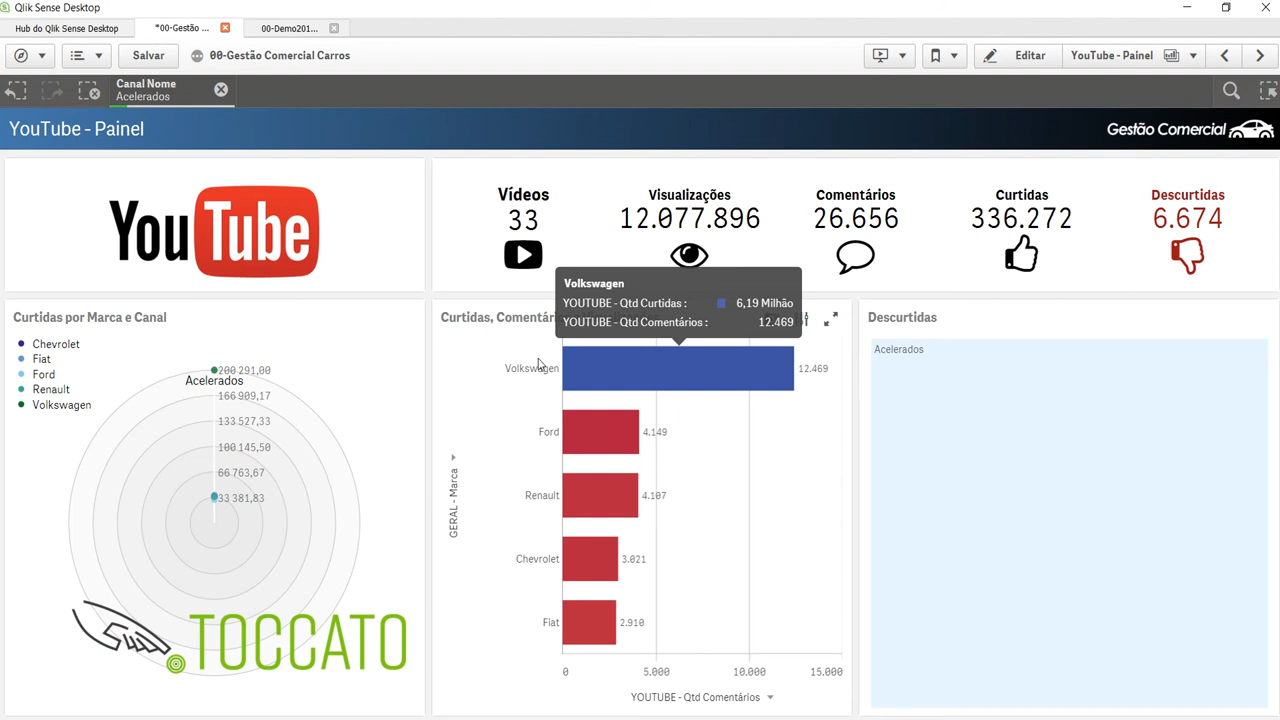 Qlik Sense Desktop
Hub do Qlik Sense Desktop
*00-Gestão ...
00-Demo201...
Salvar
00-Gestão Comercial Carros
Editar
YouTube - Painel
Canal Nome
Acelerados
YouTube - Painel
Gestão Comercial
YouTube
Vídeos
33
Visualizações
12.077.896
Comentários
26.656
Curtidas
336.272
Descurtidas
6.674
Curtidas por Marca e Canal
Chevrolet
Fiat
Ford
Renault
Volkswagen
200 291,00
Acelerados
166 909,17
133 527,33
100 145,50
66 763,67
33 381,83
TOCCATO
Curtidas, Comentári
Volkswagen
YOUTUBE - Qtd Curtidas : 6,19 Milhão
YOUTUBE - Qtd Comentários : 12.469
Volkswagen
12.469
Ford
4.149
Renault
4.107
Chevrolet
3.021
Fiat
2.910
GERAL - Marca
0
5.000
10.000
15.000
YOUTUBE - Qtd Comentários
Descurtidas
Acelerados